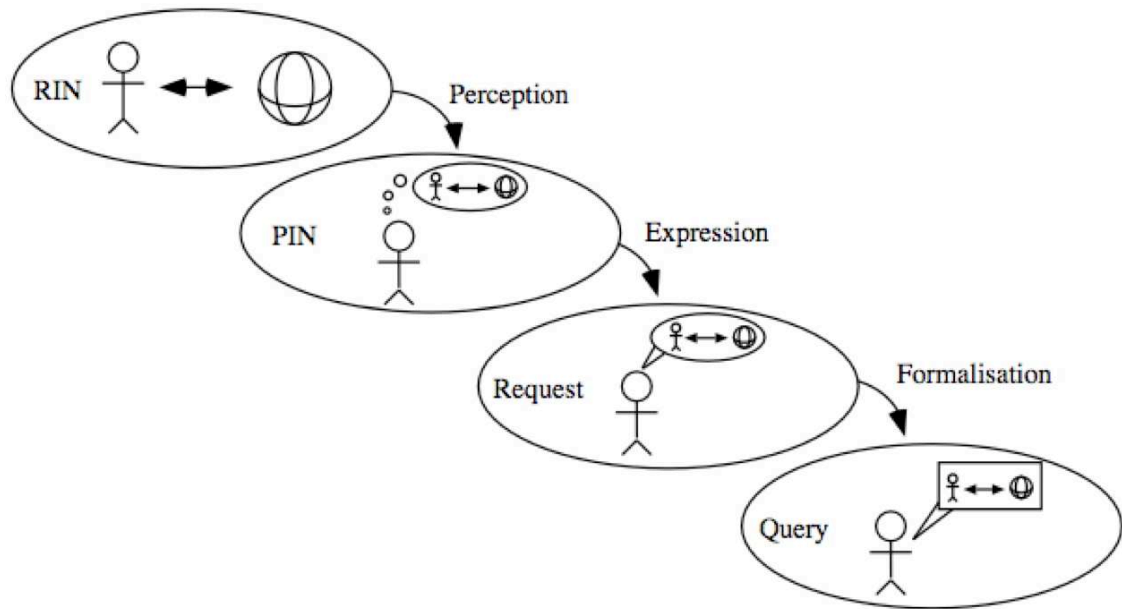 RIN
Perception
PIN
Expression
Request
Formalisation
Query